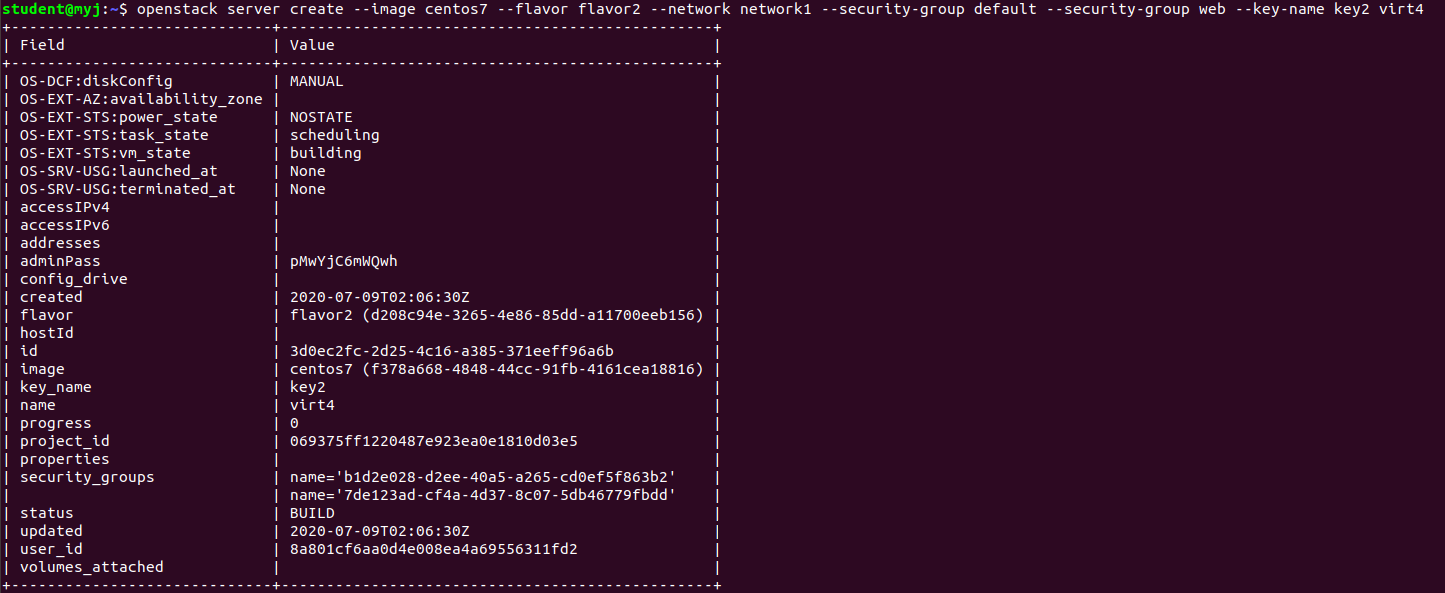 student@myj:~$ openstack server create --image centos7 --flavor flavor2 --network network1 --security-group default --security-group web --key-name key2 virt4
+-----------------------------+------------------------------------------------+
| Field                       | Value                                          |
+-----------------------------+------------------------------------------------+
| OS-DCF:diskConfig           | MANUAL                                         |
| OS-EXT-AZ:availability_zone |                                                |
| OS-EXT-STS:power_state      | NOSTATE                                        |
| OS-EXT-STS:task_state       | scheduling                                     |
| OS-EXT-STS:vm_state         | building                                       |
| OS-SRV-USG:launched_at      | None                                           |
| OS-SRV-USG:terminated_at    | None                                           |
| accessIPv4                  |                                                |
| accessIPv6                  |                                                |
| addresses                   |                                                |
| adminPass                   | pMwYjC6mWQwh                                   |
| config_drive                |                                                |
| created                     | 2020-07-09T02:06:30Z                           |
| flavor                      | flavor2 (d208c94e-3265-4e86-85dd-a11700eeb156) |
| hostId                      |                                                |
| id                          | 3d0ec2fc-2d25-4c16-a385-371eeff96a6b           |
| image                       | centos7 (f378a668-4848-44cc-91fb-4161cea18816) |
| key_name                    | key2                                           |
| name                        | virt4                                          |
| progress                    | 0                                              |
| project_id                  | 069375ff1220487e923ea0e1810d03e5               |
| properties                  |                                                |
| security_groups             | name='b1d2e028-d2ee-40a5-a265-cd0ef5f863b2'    |
|                             | name='7de123ad-cf4a-4d37-8c07-5db46779fbdd'    |
| status                      | BUILD                                          |
| updated                     | 2020-07-09T02:06:30Z                           |
| user_id                     | 8a801cf6aa0d4e008ea4a69556311fd2               |
| volumes_attached            |                                                |
+-----------------------------+------------------------------------------------+